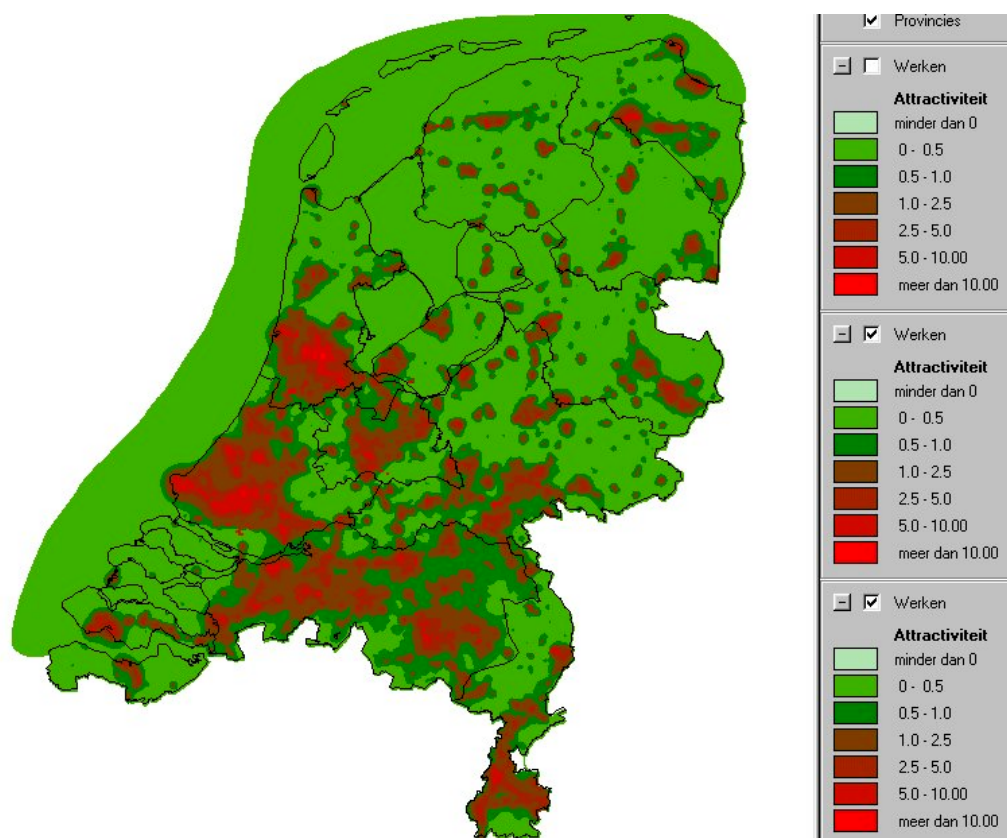 Provincies
Werken
Attractiviteit
minder dan 0
0 - 0.5
0.5 - 1.0
1.0 - 2.5
2.5 - 5.0
5.0 - 10.00
meer dan 10.00
Werken
Attractiviteit
minder dan 0
0 - 0.5
0.5 - 1.0
1.0 - 2.5
2.5 - 5.0
5.0 - 10.00
meer dan 10.00
Werken
Attractiviteit
minder dan 0
0 - 0.5
0.5 - 1.0
1.0 - 2.5
2.5 - 5.0
5.0 - 10.00
meer dan 10.00